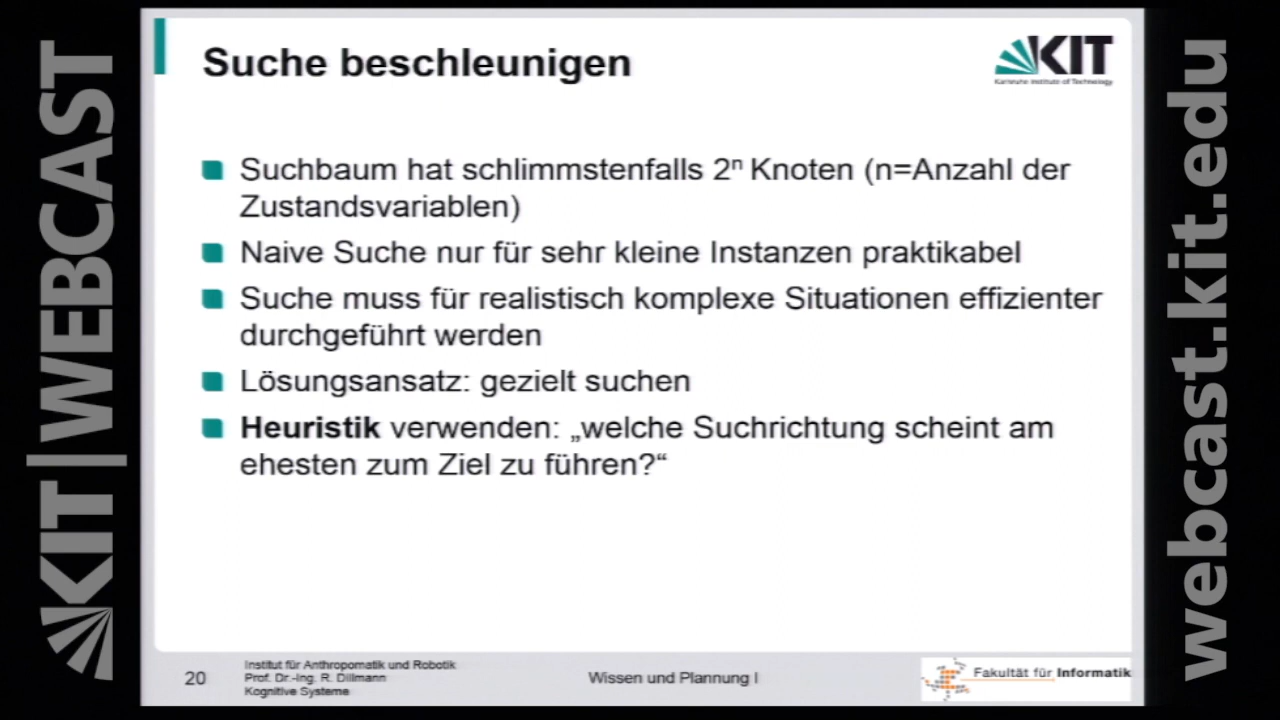 KIT|WEBCAST
Suche beschleunigen
KIT
Karlsruhe Institute of Technology
Suchbaum hat schlimmstenfalls 2ⁿ Knoten (n=Anzahl der
Zustandsvariablen)
Naive Suche nur für sehr kleine Instanzen praktikabel
Suche muss für realistisch komplexe Situationen effizienter
durchgeführt werden
Lösungsansatz: gezielt suchen
Heuristik verwenden: „welche Suchrichtung scheint am
ehesten zum Ziel zu führen?“
20
Institut für Anthropomatik und Robotik
Prof. Dr.-Ing. R. Dillmann
Kognitive Systeme
Wissen und Plannung I
Fakultät für Informatik
webcast.kit.edu